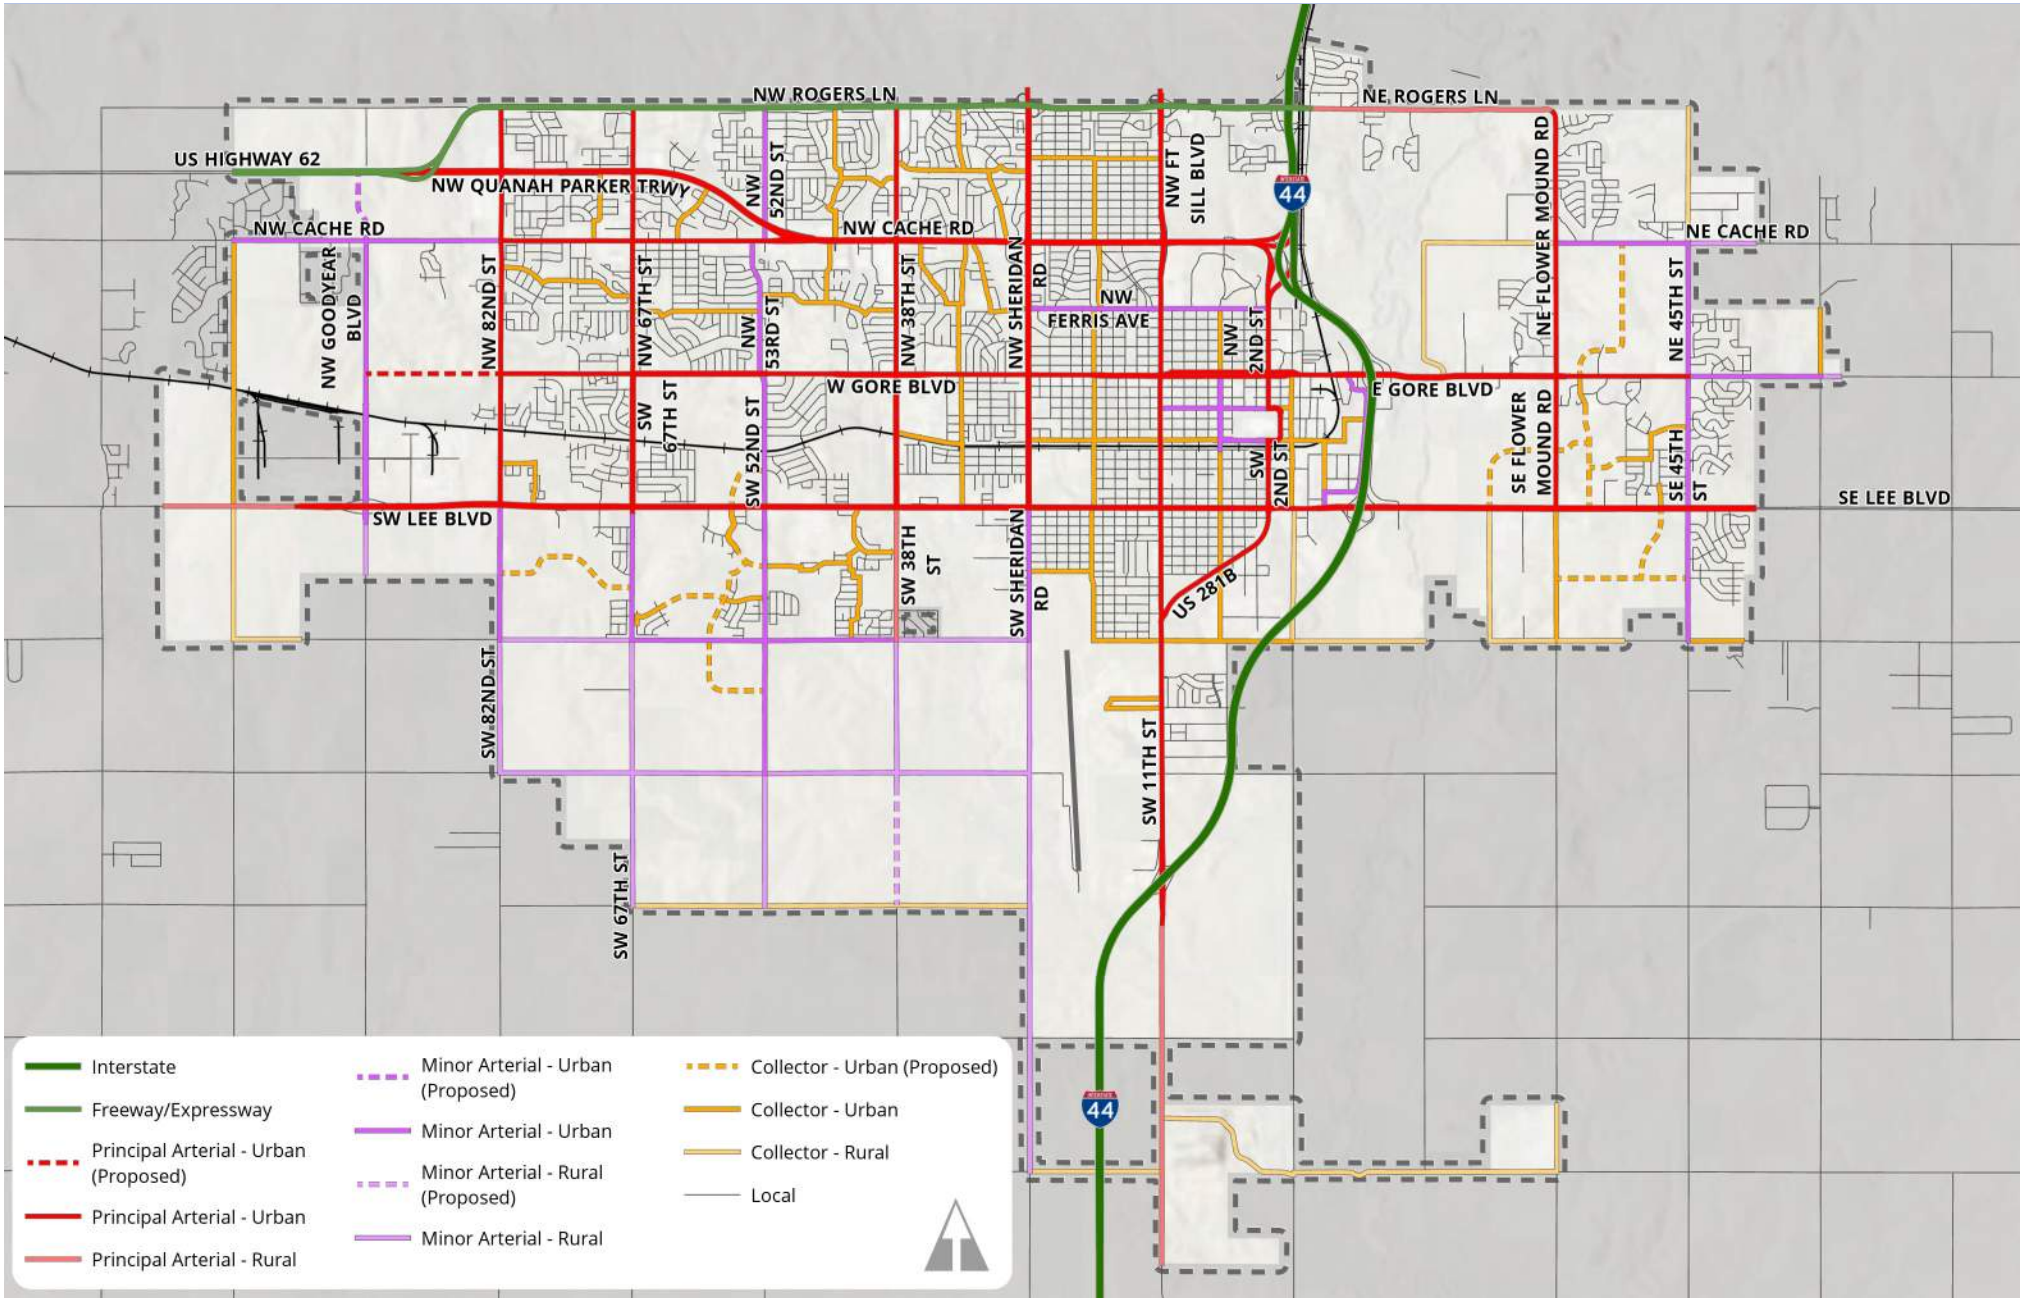 NW ROGERS LN
NE ROGERS LN
US HIGHWAY 62
NW QUANAH PARKER TRWY
NW
52ND ST
NW FT
SILL BLVD
INTERSTATE
44
NE FLOWER MOUND RD
NW CACHE RD
NW CACHE RD
NE CACHE RD
NW GOODYEAR
BLVD
NW 82ND ST
NW 67TH ST
NW
53RD ST
NW 38TH ST
NW SHERIDAN
RD
NW
FERRIS AVE
NW
2ND ST
NE 45TH ST
W GORE BLVD
E GORE BLVD
SW
67TH ST
SW 52ND ST
SW
2ND ST
SE FLOWER
MOUND RD
SE 45TH
ST
SW LEE BLVD
SE LEE BLVD
SW 38TH
ST
SW SHERIDAN
RD
US 281B
SW 82ND ST
SW 11TH ST
SW 67TH ST
INTERSTATE
44
Interstate
Freeway/Expressway
Principal Arterial - Urban
(Proposed)
Principal Arterial - Urban
Principal Arterial - Rural
Minor Arterial - Urban
(Proposed)
Minor Arterial - Urban
Minor Arterial - Rural
(Proposed)
Minor Arterial - Rural
Collector - Urban (Proposed)
Collector - Urban
Collector - Rural
Local